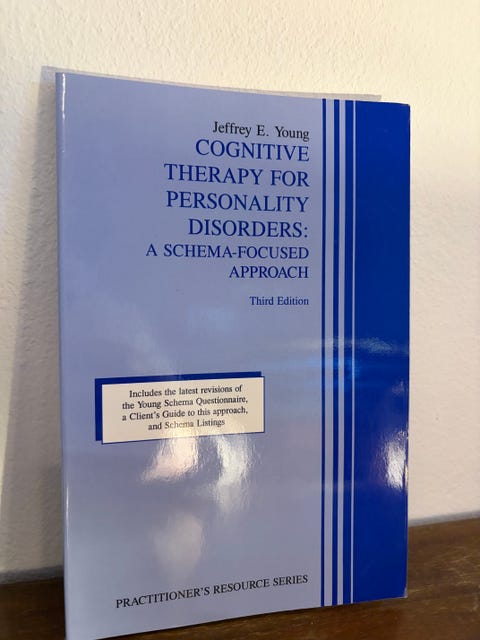 Jeffrey E. Young
COGNITIVE
THERAPY FOR
PERSONALITY
DISORDERS:
A SCHEMA-FOCUSED
APPROACH
Third Edition
Includes the latest revisions of
the Young Schema Questionnaire,
a Client's Guide to this approach,
and Schema Listings
PRACTITIONER'S RESOURCE SERIES